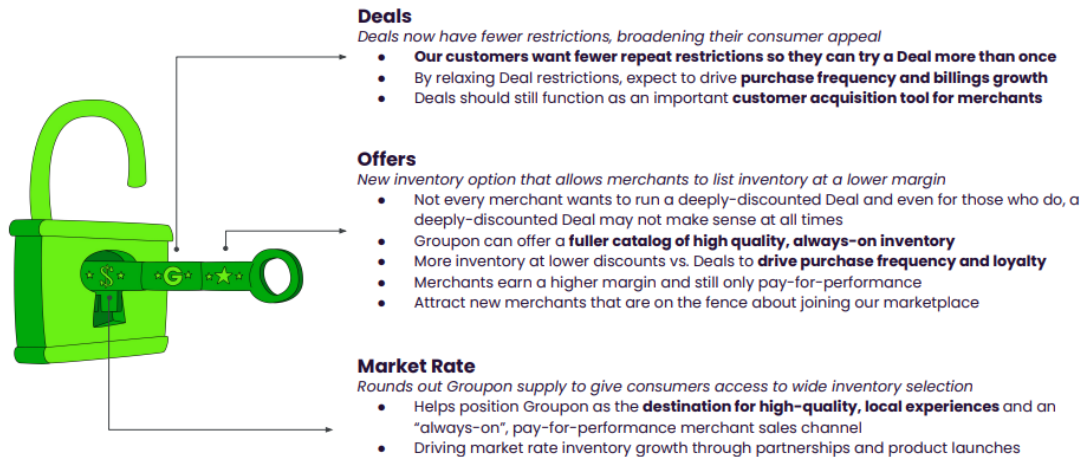 Deals
Deals now have fewer restrictions, broadening their consumer appeal
● Our customers want fewer repeat restrictions so they can try a Deal more than once
● By relaxing Deal restrictions, expect to drive purchase frequency and billings growth
● Deals should still function as an important customer acquisition tool for merchants
Offers
New inventory option that allows merchants to list inventory at a lower margin
● Not every merchant wants to run a deeply-discounted Deal and even for those who do, a
deeply-discounted Deal may not make sense at all times
● Groupon can offer a fuller catalog of high quality, always-on inventory
● More inventory at lower discounts vs. Deals to drive purchase frequency and loyalty
● Merchants earn a higher margin and still only pay-for-performance
● Attract new merchants that are on the fence about joining our marketplace
$ G
Market Rate
Rounds out Groupon supply to give consumers access to wide inventory selection
● Helps position Groupon as the destination for high-quality, local experiences and an
“always-on”, pay-for-performance merchant sales channel
● Driving market rate inventory growth through partnerships and product launches